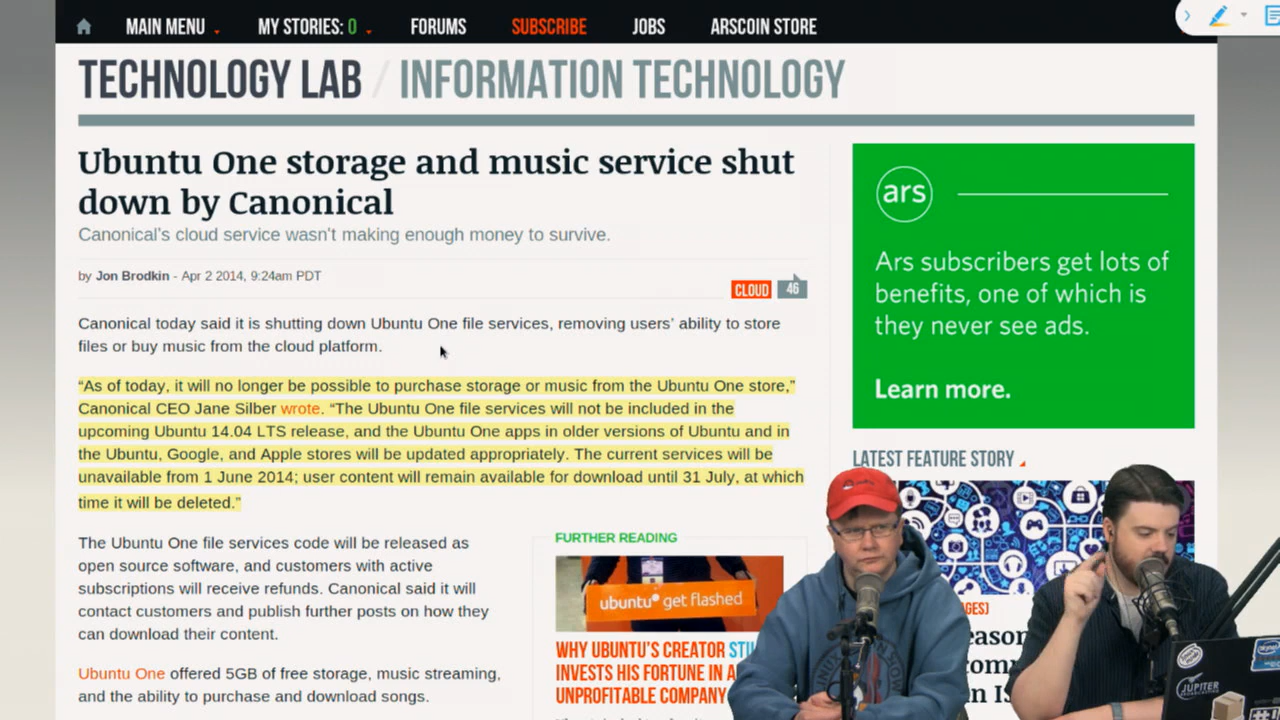 MAIN MENU MY STORIES: 0 FORUMS SUBSCRIBE JOBS ARSCOIN STORE
TECHNOLOGY LAB / INFORMATION TECHNOLOGY
Ubuntu One storage and music service shut
down by Canonical
Canonical's cloud service wasn't making enough money to survive.
by Jon Brodkin - Apr 2 2014, 9:24am PDT
CLOUD 46
Canonical today said it is shutting down Ubuntu One file services, removing users' ability to store
files or buy music from the cloud platform.
“As of today, it will no longer be possible to purchase storage or music from the Ubuntu One store,”
Canonical CEO Jane Silber wrote. “The Ubuntu One file services will not be included in the
upcoming Ubuntu 14.04 LTS release, and the Ubuntu One apps in older versions of Ubuntu and in
the Ubuntu, Google, and Apple stores will be updated appropriately. The current services will be
unavailable from 1 June 2014; user content will remain available for download until 31 July, at which
time it will be deleted.”
The Ubuntu One file services code will be released as
open source software, and customers with active
subscriptions will receive refunds. Canonical said it will
contact customers and publish further posts on how they
can download their content.
Ubuntu One offered 5GB of free storage, music streaming,
and the ability to purchase and download songs.
FURTHER READING
ubuntu get flashed
WHY UBUNTU'S CREATOR
INVESTS HIS FORTUNE IN
UNPROFITABLE COMPANY
ars
Ars subscribers get lots of
benefits, one of which is
they never see ads.
Learn more.
LATEST FEATURE STORY
JUPITER